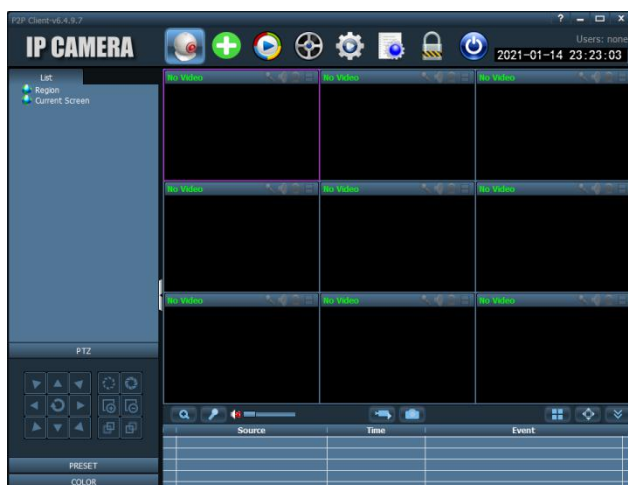 P2P Client-v6.4.9.7
IP CAMERA
Users: none
2021-01-14 23:23:03
List
Region
Current Screen
No Video No Video No Video
No Video No Video No Video
No Video No Video No Video
PTZ
Source Time Event
PRESET
COLOR